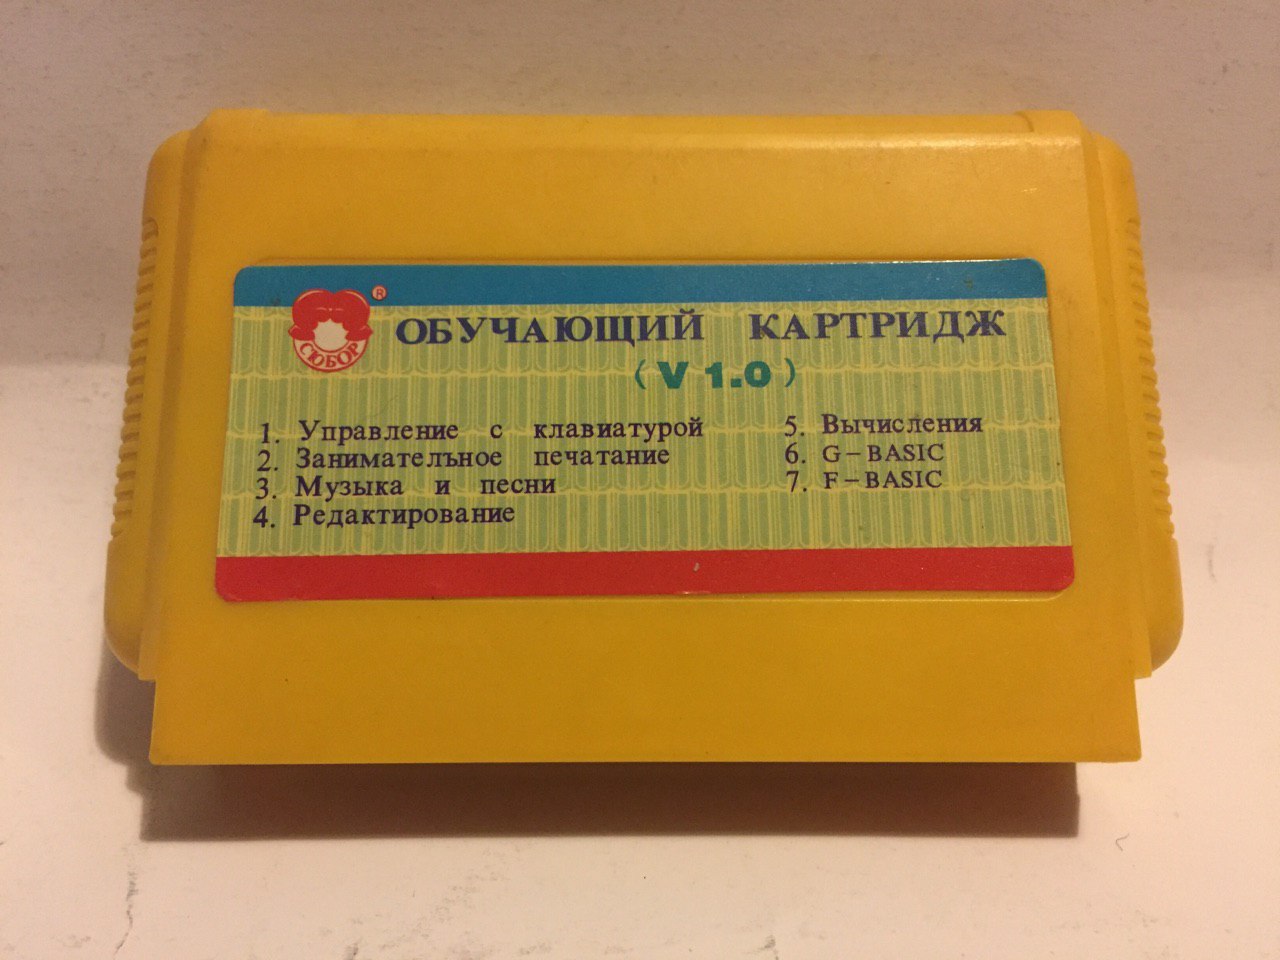 СЮБОР ®
ОБУЧАЮЩИЙ КАРТРИДЖ
(V 1.0)
1. Управление с клавиатурой
2. Занимателъное печатание
3. Музыка и песни
4. Редактирование
5. Вычисления
6. G-BASIC
7. F-BASIC